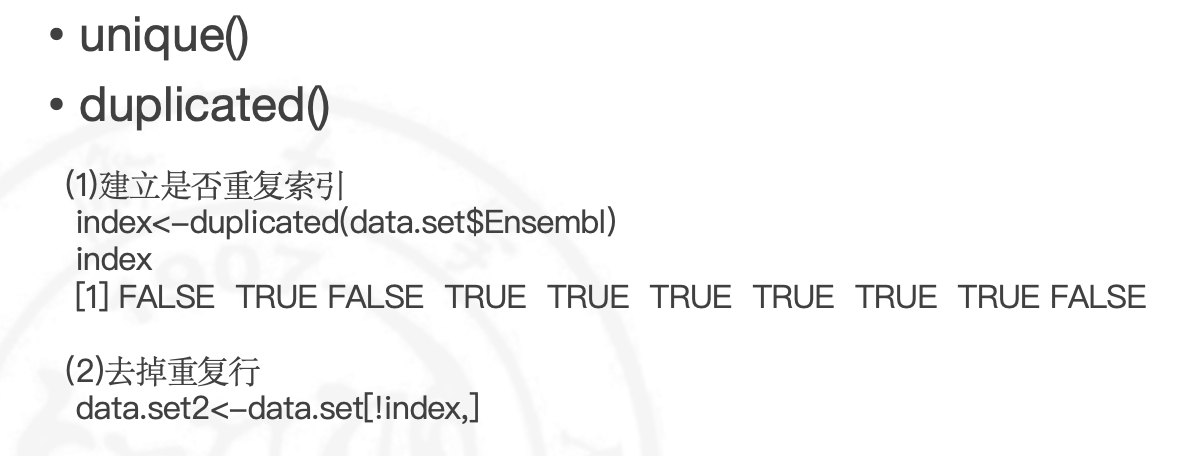 • unique()
• duplicated()
(1)建立是否重复索引
index<-duplicated(data.set$Ensembl)
index
[1] FALSE  TRUE FALSE  TRUE  TRUE  TRUE  TRUE  TRUE  TRUE FALSE
(2)去掉重复行
data.set2<-data.set[!index,]